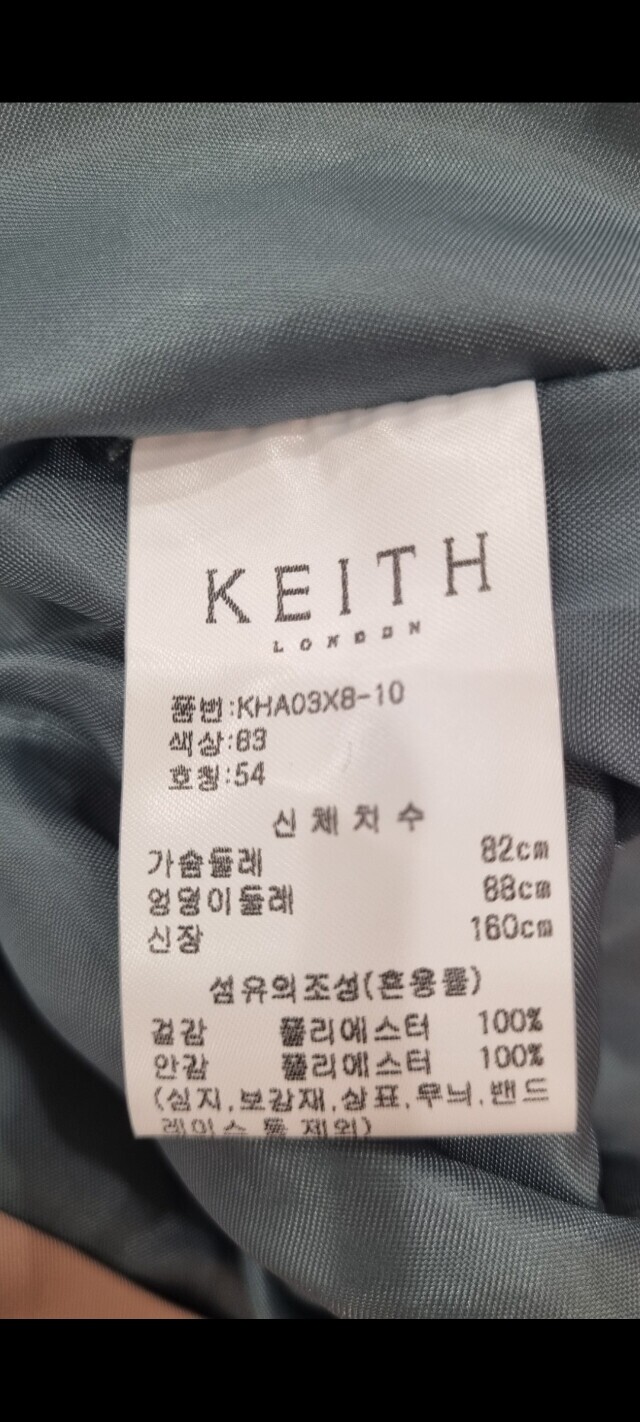 KEITH
LONDON
품번:KHA03X8-10
색상:83
호칭:54
신체치수
가슴둘레 82cm
엉덩이둘레 88cm
신장 160cm
섬유의조성(혼용률)
겉감 폴리에스터 100%
안감 폴리에스터 100%
(심지,보강재,상표,무늬,밴드
레이스 등 제외)